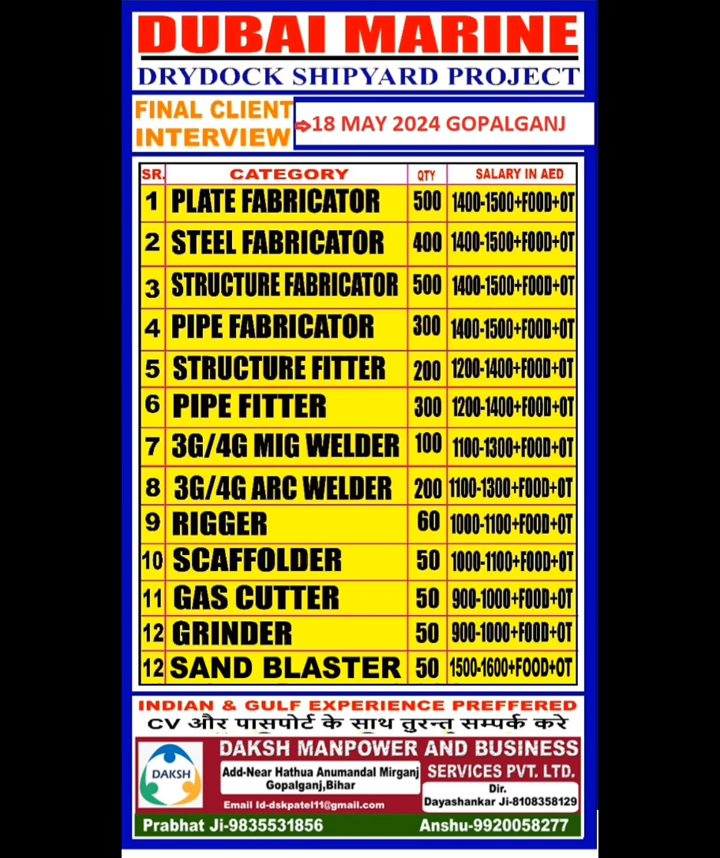 DUBAI MARINE
DRYDOCK SHIPYARD PROJECT
FINAL CLIENT INTERVIEW ⇨18 MAY 2024 GOPALGANJ
SR. CATEGORY QTY SALARY IN AED
1 PLATE FABRICATOR 500 1400-1500+FOOD+OT
2 STEEL FABRICATOR 400 1400-1500+FOOD+OT
3 STRUCTURE FABRICATOR 500 1400-1500+FOOD+OT
4 PIPE FABRICATOR 300 1400-1500+FOOD+OT
5 STRUCTURE FITTER 200 1200-1400+FOOD+OT
6 PIPE FITTER 300 1200-1400+FOOD+OT
7 3G/4G MIG WELDER 100 1100-1300+FOOD+OT
8 3G/4G ARC WELDER 200 1100-1300+FOOD+OT
9 RIGGER 60 1000-1100+FOOD+OT
10 SCAFFOLDER 50 1000-1100+FOOD+OT
11 GAS CUTTER 50 900-1000+FOOD+OT
12 GRINDER 50 900-1000+FOOD+OT
12 SAND BLASTER 50 1500-1600+FOOD+OT
INDIAN & GULF EXPERIENCE PREFFERED
CV और पासपोर्ट के साथ तुरन्त सम्पर्क करे
DAKSH
DAKSH MANPOWER AND BUSINESS
SERVICES PVT. LTD.
Add-Near Hathua Anumandal Mirganj
Gopalganj,Bihar
Email Id-dskpatel11@gmail.com
Dir.
Dayashankar Ji-8108358129
Prabhat Ji-9835531856 Anshu-9920058277